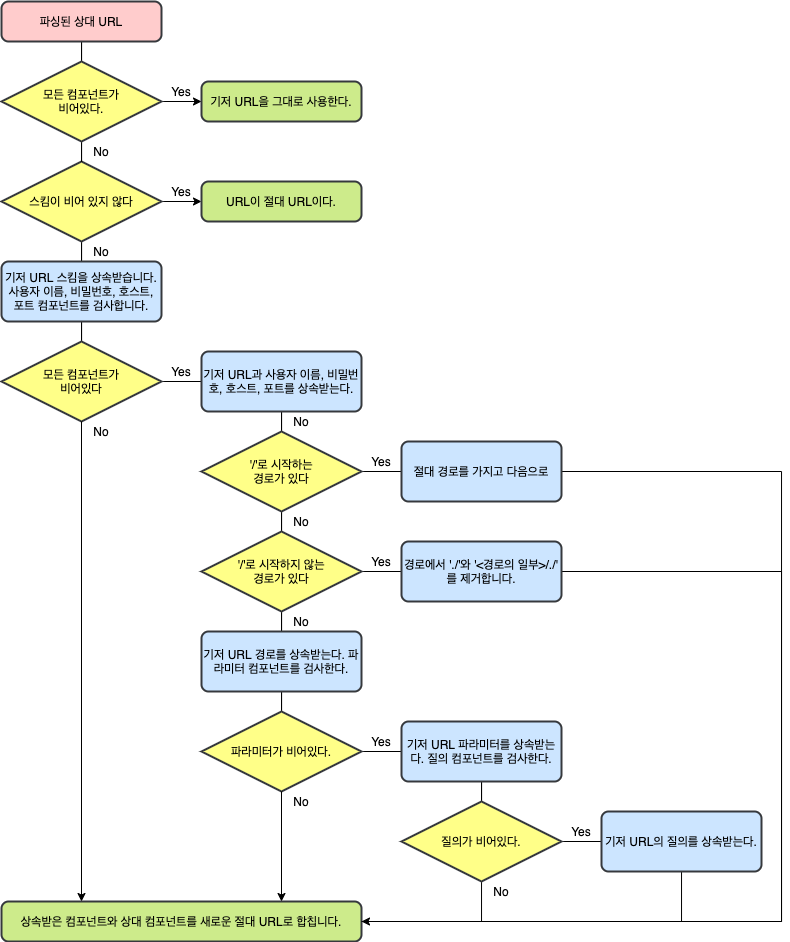 파싱된 상대 URL
모든 컴포넌트가
비어있다.
Yes
기저 URL을 그대로 사용한다.
No
스킴이 비어 있지 않다
Yes
URL이 절대 URL이다.
No
기저 URL 스킴을 상속받습니다.
사용자 이름, 비밀번호, 호스트,
포트 컴포넌트를 검사합니다.
모든 컴포넌트가
비어있다
Yes
기저 URL과 사용자 이름, 비밀번
호, 호스트, 포트를 상속받는다.
No
No
'/'로 시작하는
경로가 있다
Yes
절대 경로를 가지고 다음으로
No
'/'로 시작하지 않는
경로가 있다
Yes
경로에서 './'와 '<경로의 일부>/./'
를 제거합니다.
No
기저 URL 경로를 상속받는다. 파
라미터 컴포넌트를 검사한다.
파라미터가 비어있다.
Yes
기저 URL 파라미터를 상속받는
다. 질의 컴포넌트를 검사한다.
No
질의가 비어있다.
Yes
기저 URL의 질의를 상속받는다.
No
상속받은 컴포넌트와 상대 컴포넌트를 새로운 절대 URL로 합칩니다.